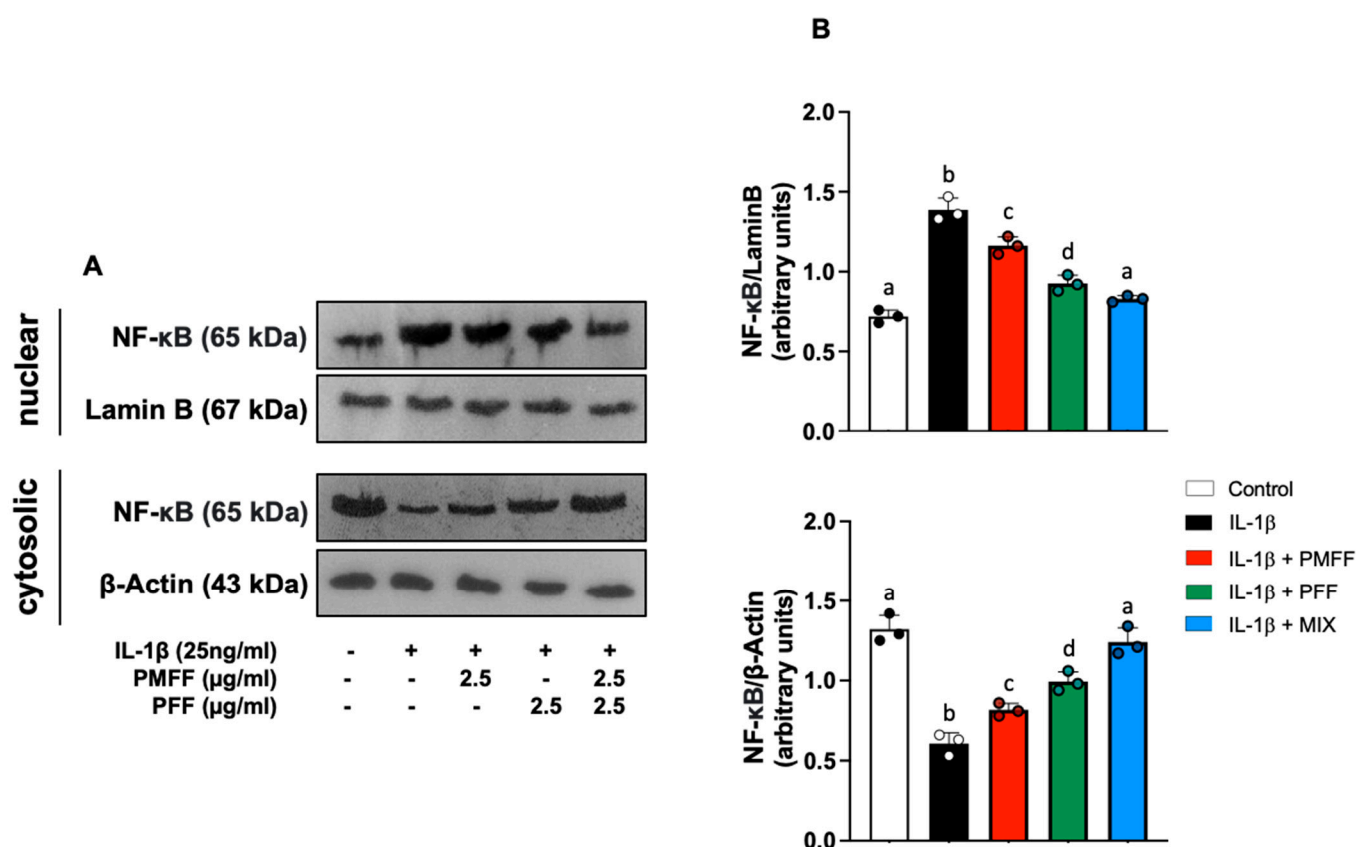 A
nuclear
NF-κB (65 kDa)
Lamin B (67 kDa)
cytosolic
NF-κB (65 kDa)
β-Actin (43 kDa)
IL-1β (25ng/ml) - + + + +
PMFF (μg/ml) - - 2.5 - 2.5
PFF (μg/ml) - - - 2.5 2.5
B
NF-κB/LaminB
(arbitrary units)
2.0
1.5
1.0
0.5
0.0
a
b
c
d
a
NF-κB/β-Actin
(arbitrary units)
2.0
1.5
1.0
0.5
0.0
a
b
c
d
a
Control
IL-1β
IL-1β + PMFF
IL-1β + PFF
IL-1β + MIX